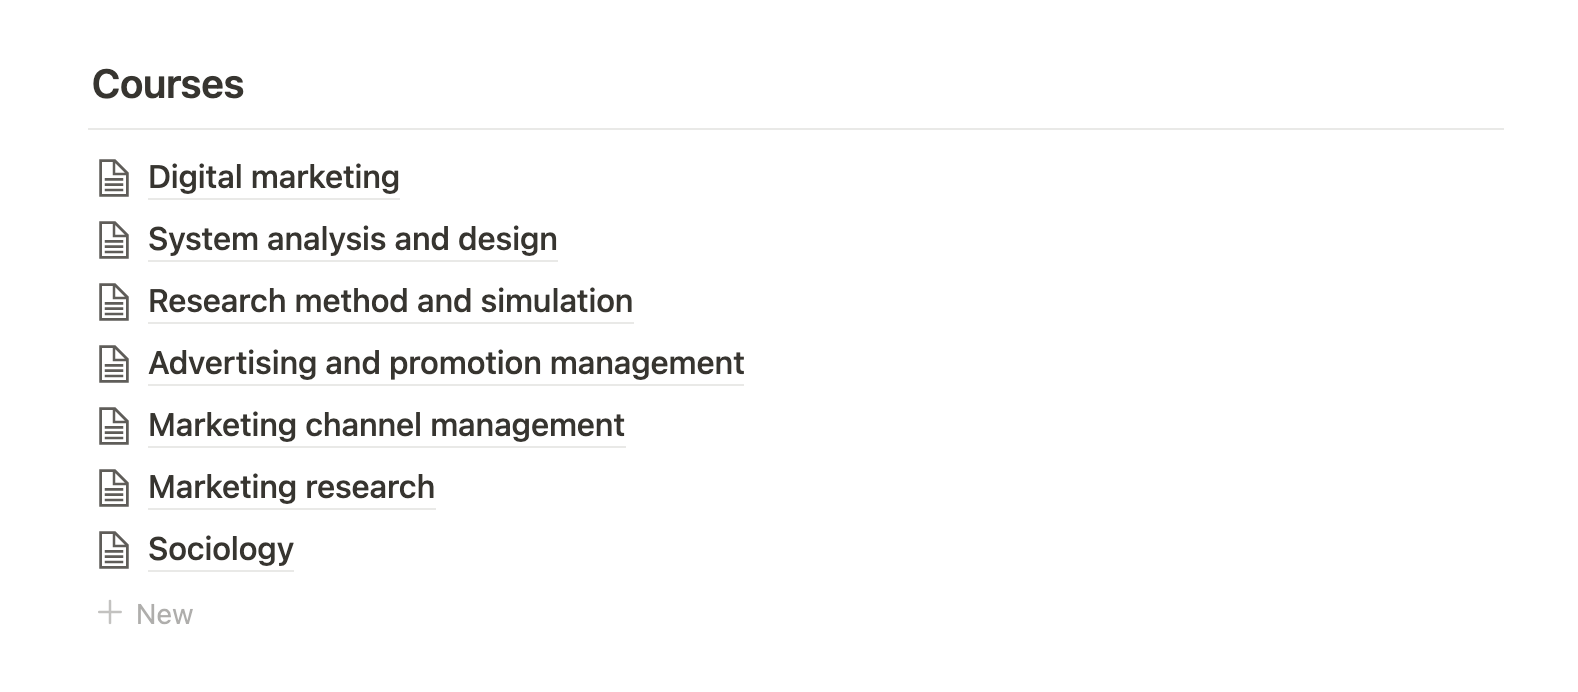 Courses
Digital marketing
System analysis and design
Research method and simulation
Advertising and promotion management
Marketing channel management
Marketing research
Sociology
+ New